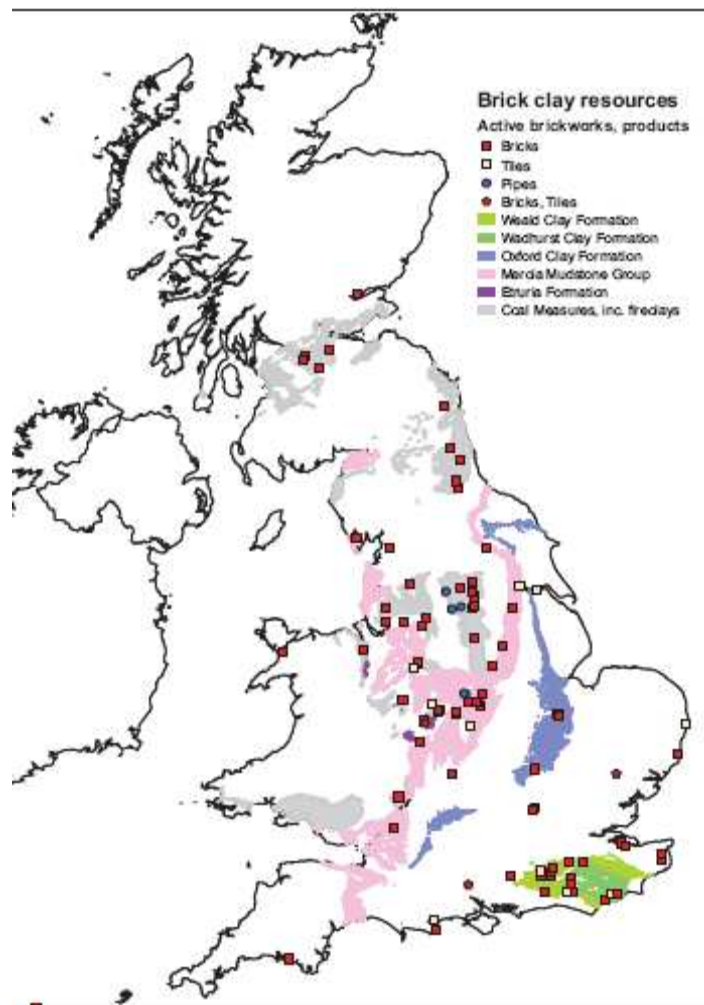 Brick clay resources
Active brickworks, products
Bricks
Tiles
Pipes
Bricks, Tiles
Weald Clay Formation
Wadhurst Clay Formation
Oxford Clay Formation
Mercia Mudstone Group
Etruria Formation
Coal Measures, inc. fireclays